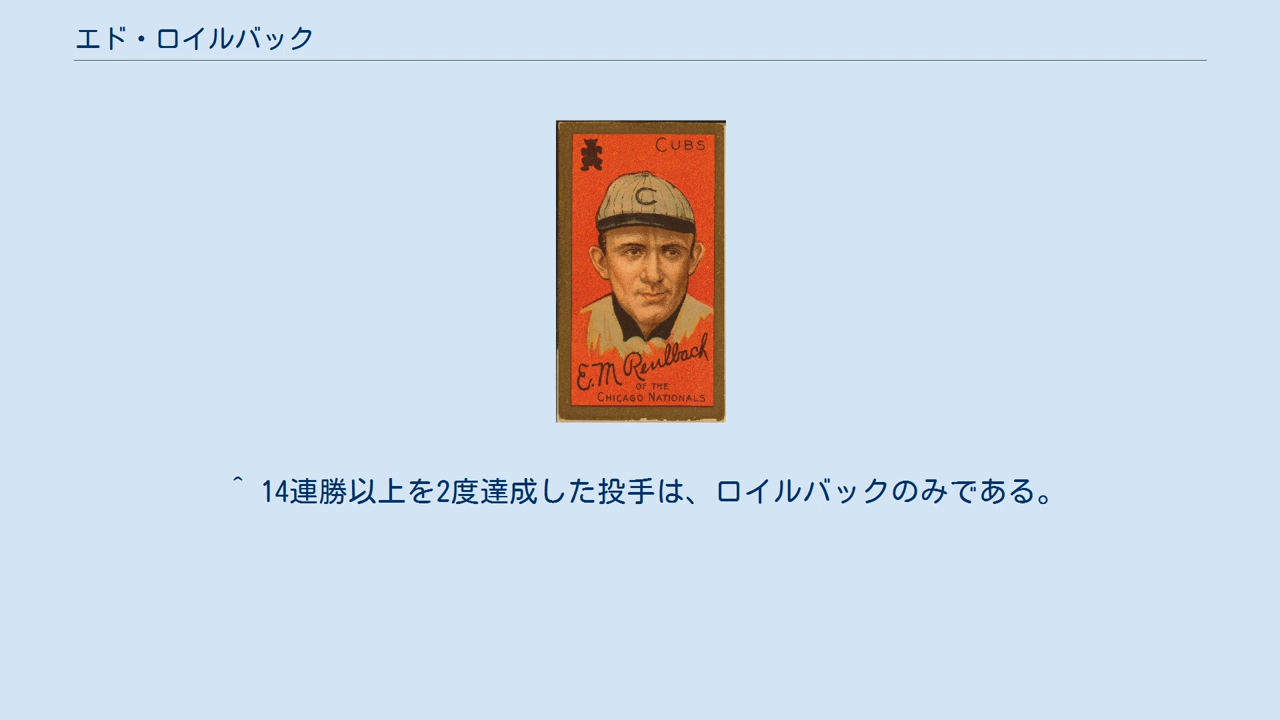 エド・ロイルバック
CUBS
C
E.M Reulbach
OF THE
CHICAGO NATIONALS
^ 14連勝以上を2度達成した投手は、ロイルバックのみである。